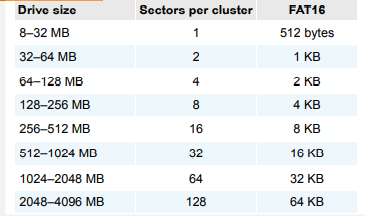 Drive size Sectors per cluster FAT16
8–32 MB 1 512 bytes
32–64 MB 2 1 KB
64–128 MB 4 2 KB
128–256 MB 8 4 KB
256–512 MB 16 8 KB
512–1024 MB 32 16 KB
1024–2048 MB 64 32 KB
2048–4096 MB 128 64 KB